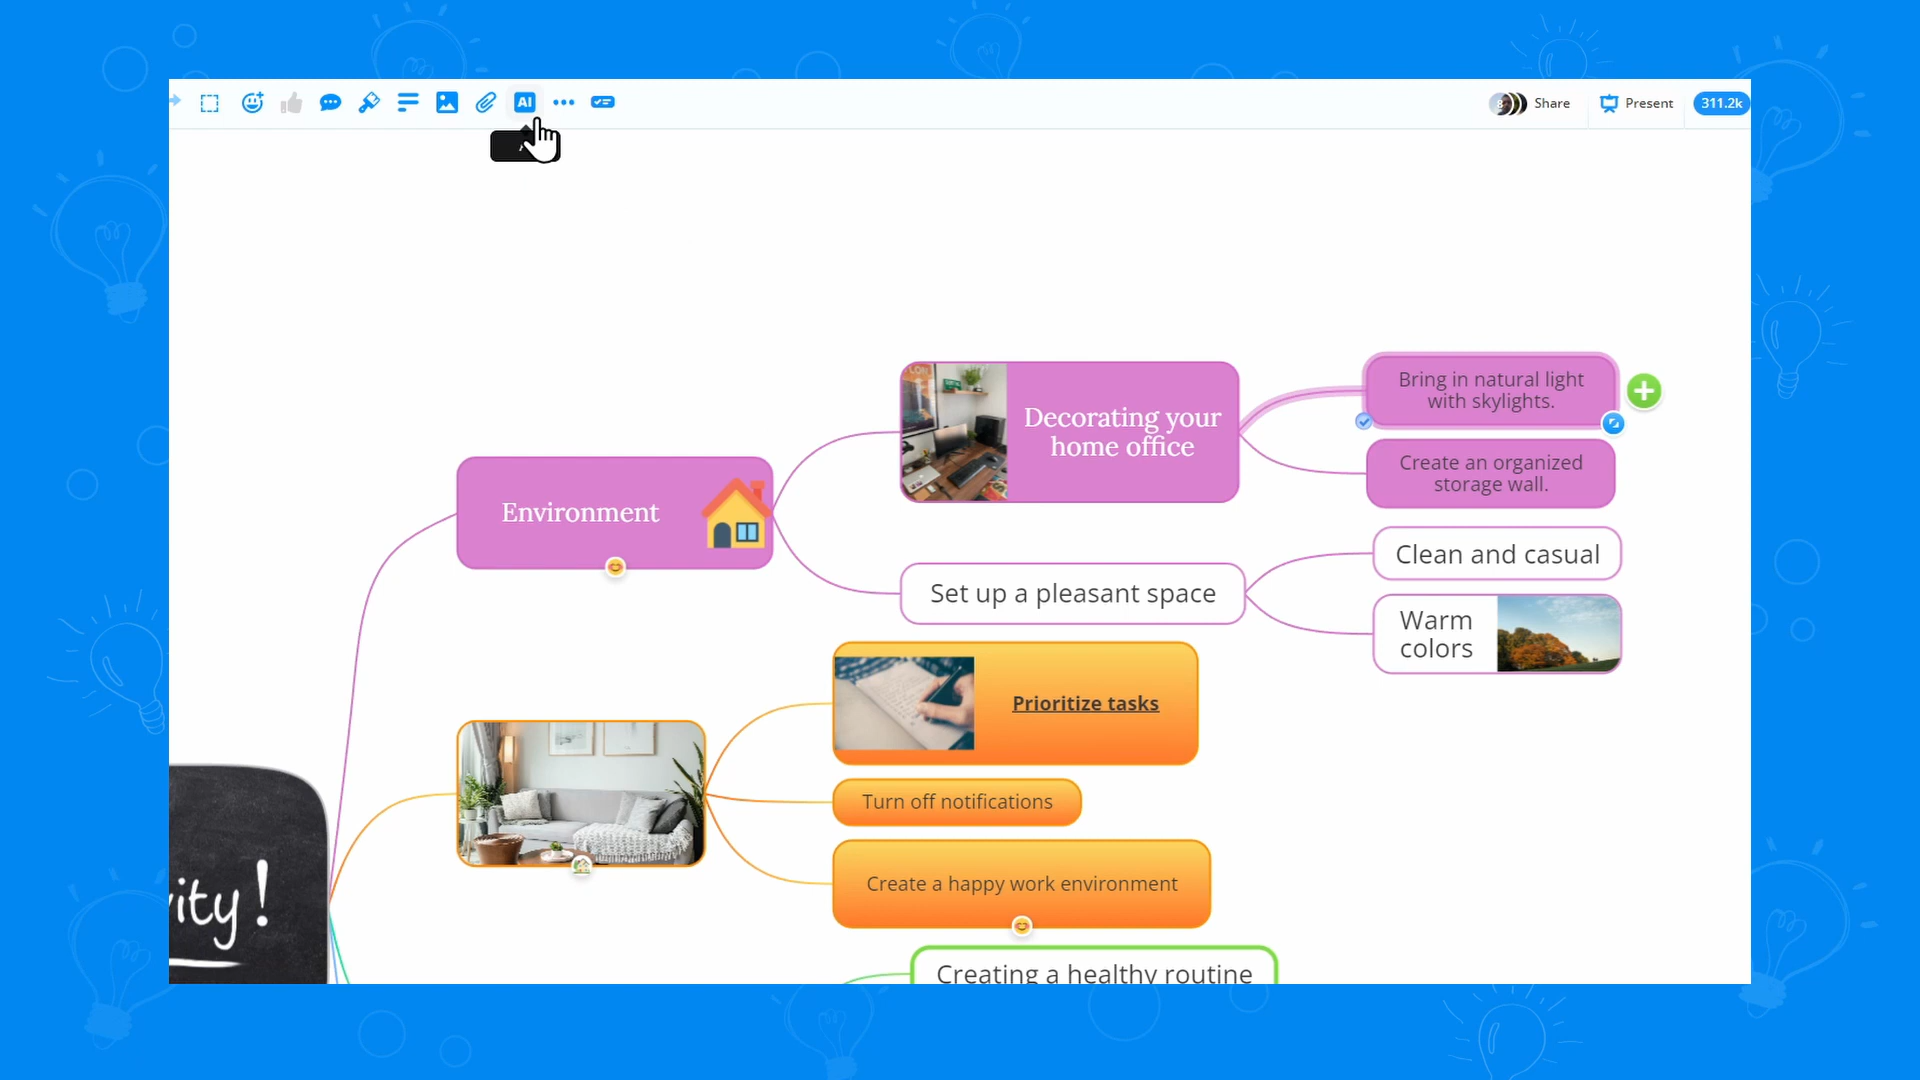 AI
Share
Present
311.2k
Bring in natural light
with skylights.
Decorating your
home office
Create an organized
storage wall.
Environment
Clean and casual
Set up a pleasant space
Warm
colors
Prioritize tasks
Turn off notifications
Create a happy work environment
ity!
Creating a healthy routine